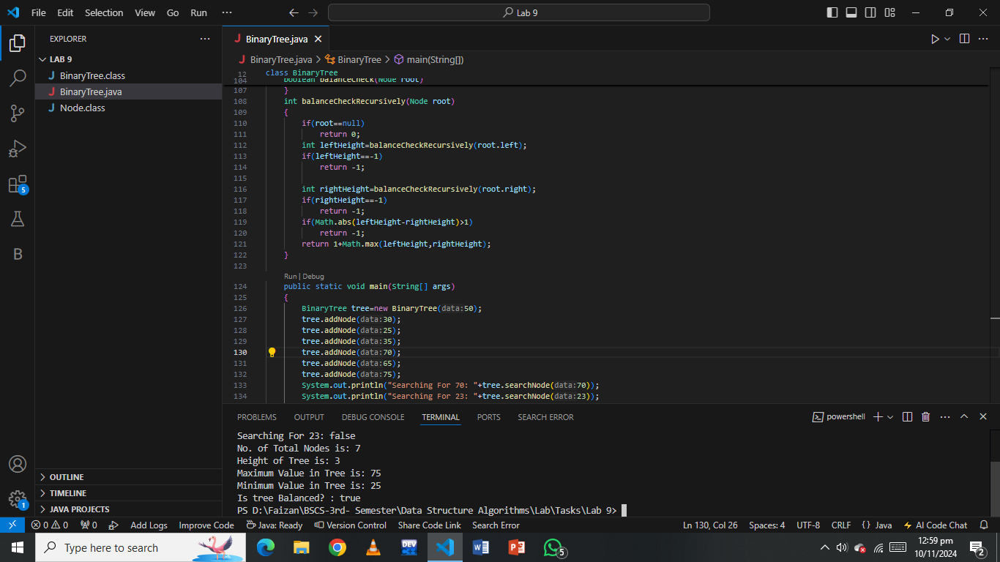 File Edit Selection View Go Run ···
Lab 9
EXPLORER ···
LAB 9
J BinaryTree.class
J BinaryTree.java
J Node.class
OUTLINE
TIMELINE
JAVA PROJECTS
5
B
1
J BinaryTree.java
J BinaryTree.java > BinaryTree > main(String[])
12 class BinaryTree
104 boolean balanceCheck(Node root)
107 }
108 int balanceCheckRecursively(Node root)
109 {
110 if(root==null)
111 return 0;
112 int leftHeight=balanceCheckRecursively(root.left);
113 if(leftHeight==-1)
114 return -1;
115
116 int rightHeight=balanceCheckRecursively(root.right);
117 if(rightHeight==-1)
118 return -1;
119 if(Math.abs(leftHeight-rightHeight)>1)
120 return -1;
121 return 1+Math.max(leftHeight,rightHeight);
122 }
123
Run | Debug
124 public static void main(String[] args)
125 {
126 BinaryTree tree=new BinaryTree(data:50);
127 tree.addNode(data:30);
128 tree.addNode(data:25);
129 tree.addNode(data:35);
130 tree.addNode(data:70);
131 tree.addNode(data:65);
132 tree.addNode(data:75);
133 System.out.println("Searching For 70: "+tree.searchNode(data:70));
134 System.out.println("Searching For 23: "+tree.searchNode(data:23));
PROBLEMS OUTPUT DEBUG CONSOLE TERMINAL PORTS SEARCH ERROR
powershell
Searching For 23: false
No. of Total Nodes is: 7
Height of Tree is: 3
Maximum Value in Tree is: 75
Minimum Value in Tree is: 25
Is tree Balanced? : true
PS D:\Faizan\BSCS-3rd- Semester\Data Structure Algorithms\Lab\Tasks\Lab 9>
0 0 0 Add Logs Improve Code Java: Ready Version Control Share Code Link Search Error Ln 130, Col 26 Spaces: 4 UTF-8 CRLF {} Java AI Code Chat
Type here to search
DEV
W
P
5
12:59 pm
10/11/2024
2